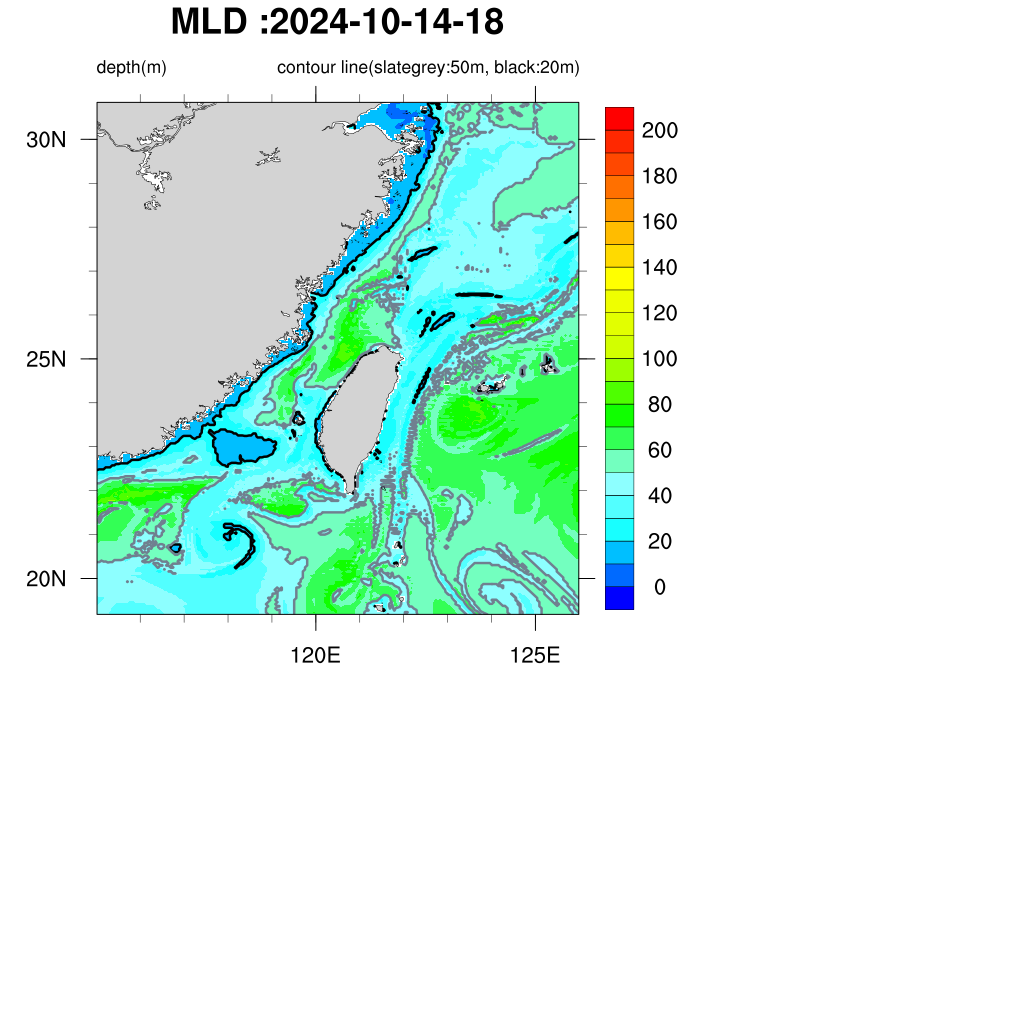 MLD :2024-10-14-18
depth(m)
contour line(slategrey:50m, black:20m)
30N
25N
20N
120E
125E
200
180
160
140
120
100
80
60
40
20
0